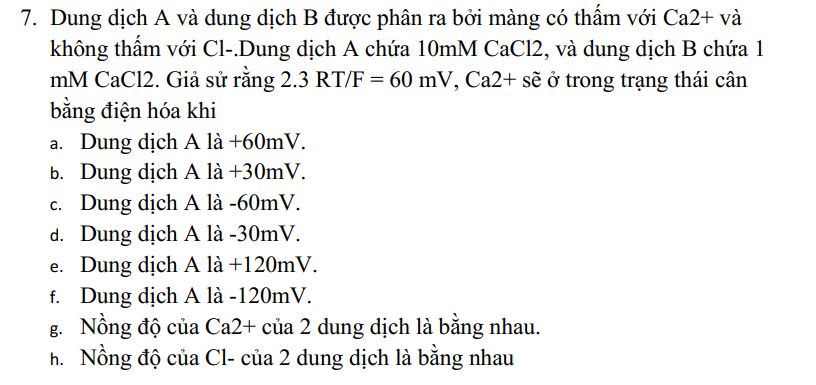 7. Dung dịch A và dung dịch B được phân ra bởi màng có thấm với Ca2+ và
không thấm với Cl-.Dung dịch A chứa 10mM CaCl2, và dung dịch B chứa 1
mM CaCl2. Giả sử rằng 2.3 RT/F = 60 mV, Ca2+ sẽ ở trong trạng thái cân
bằng điện hóa khi
a. Dung dịch A là +60mV.
b. Dung dịch A là +30mV.
c. Dung dịch A là -60mV.
d. Dung dịch A là -30mV.
e. Dung dịch A là +120mV.
f. Dung dịch A là -120mV.
g. Nồng độ của Ca2+ của 2 dung dịch là bằng nhau.
h. Nồng độ của Cl- của 2 dung dịch là bằng nhau